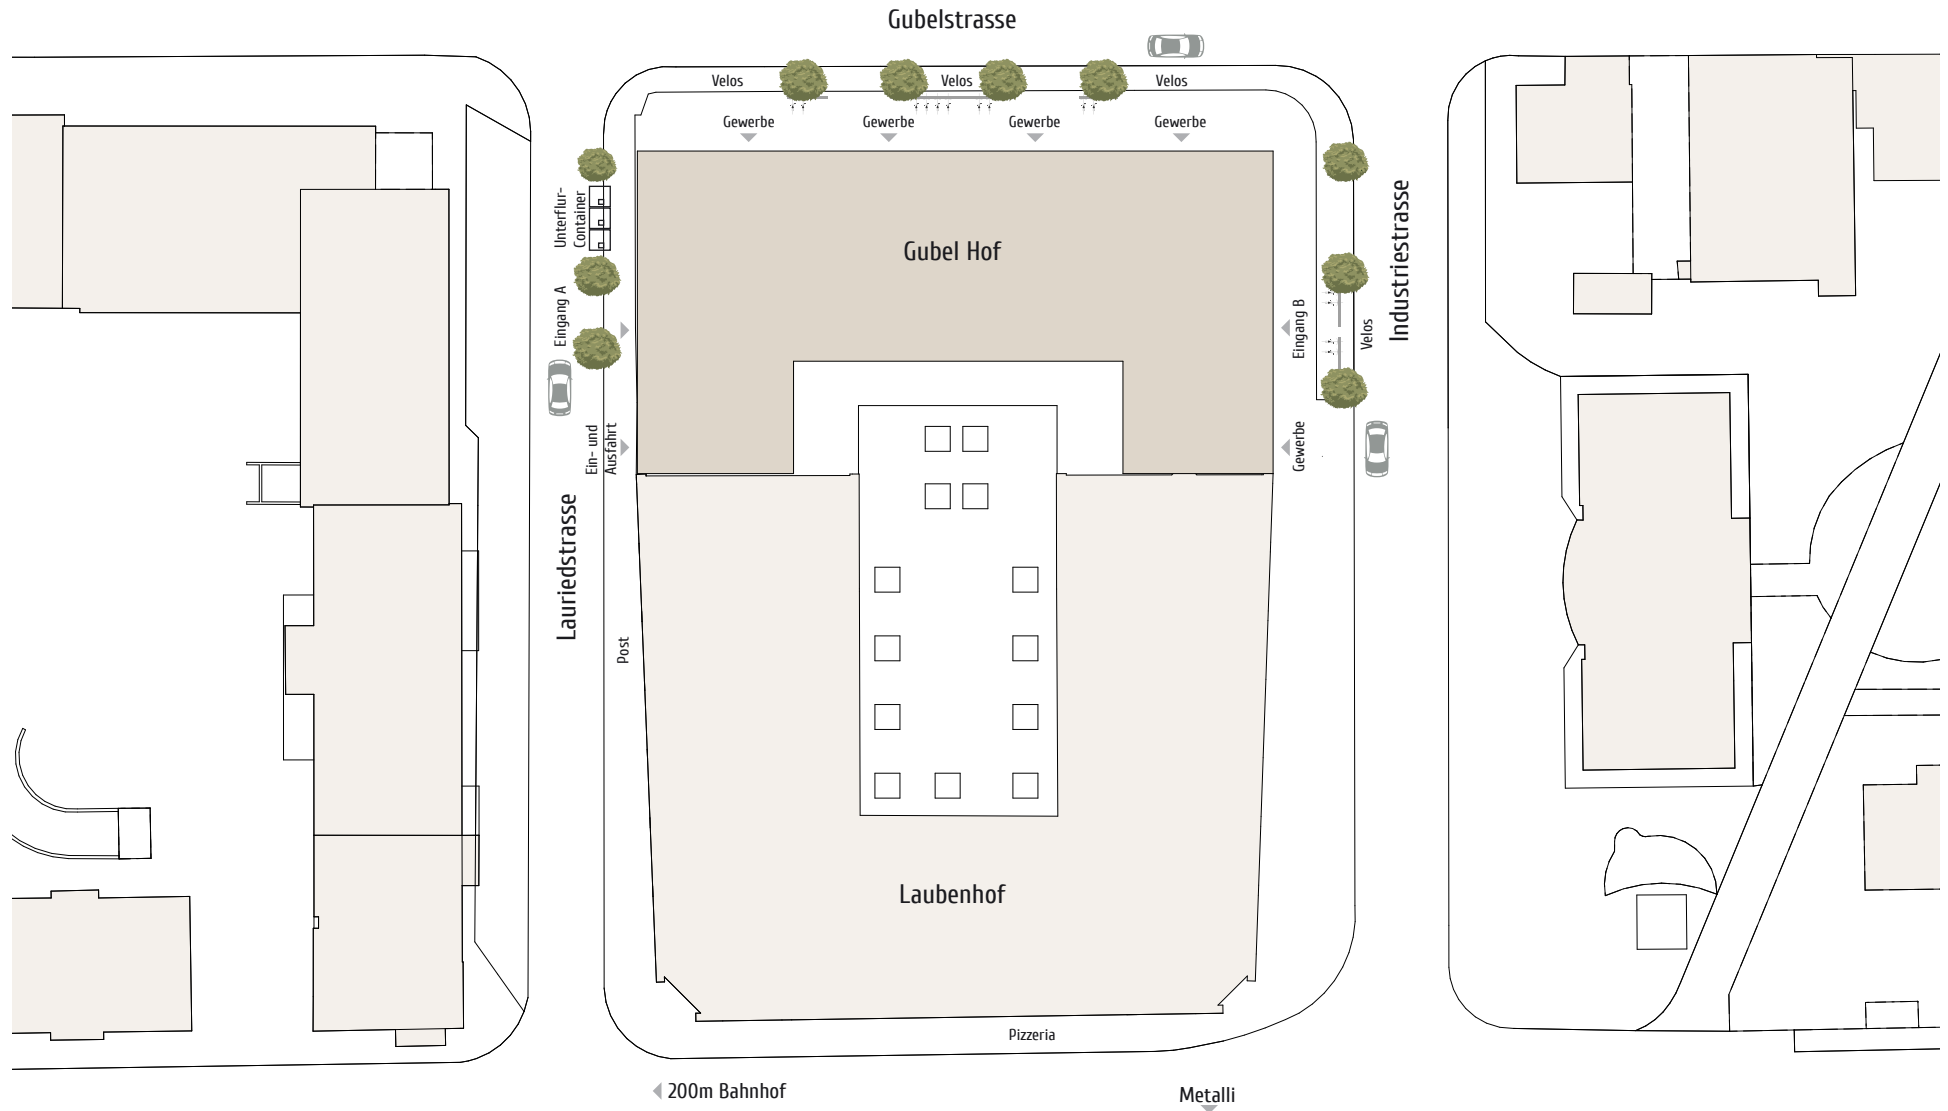 Gubelstrasse
Velos
Velos
Velos
Gewerbe
Gewerbe
Gewerbe
Gewerbe
Unterflur-
Container
Gubel Hof
Industriestrasse
Eingang A
Eingang B
Velos
Ein- und
Ausfahrt
Gewerbe
Lauriedstrasse
Post
Laubenhof
Pizzeria
200m Bahnhof
Metalli